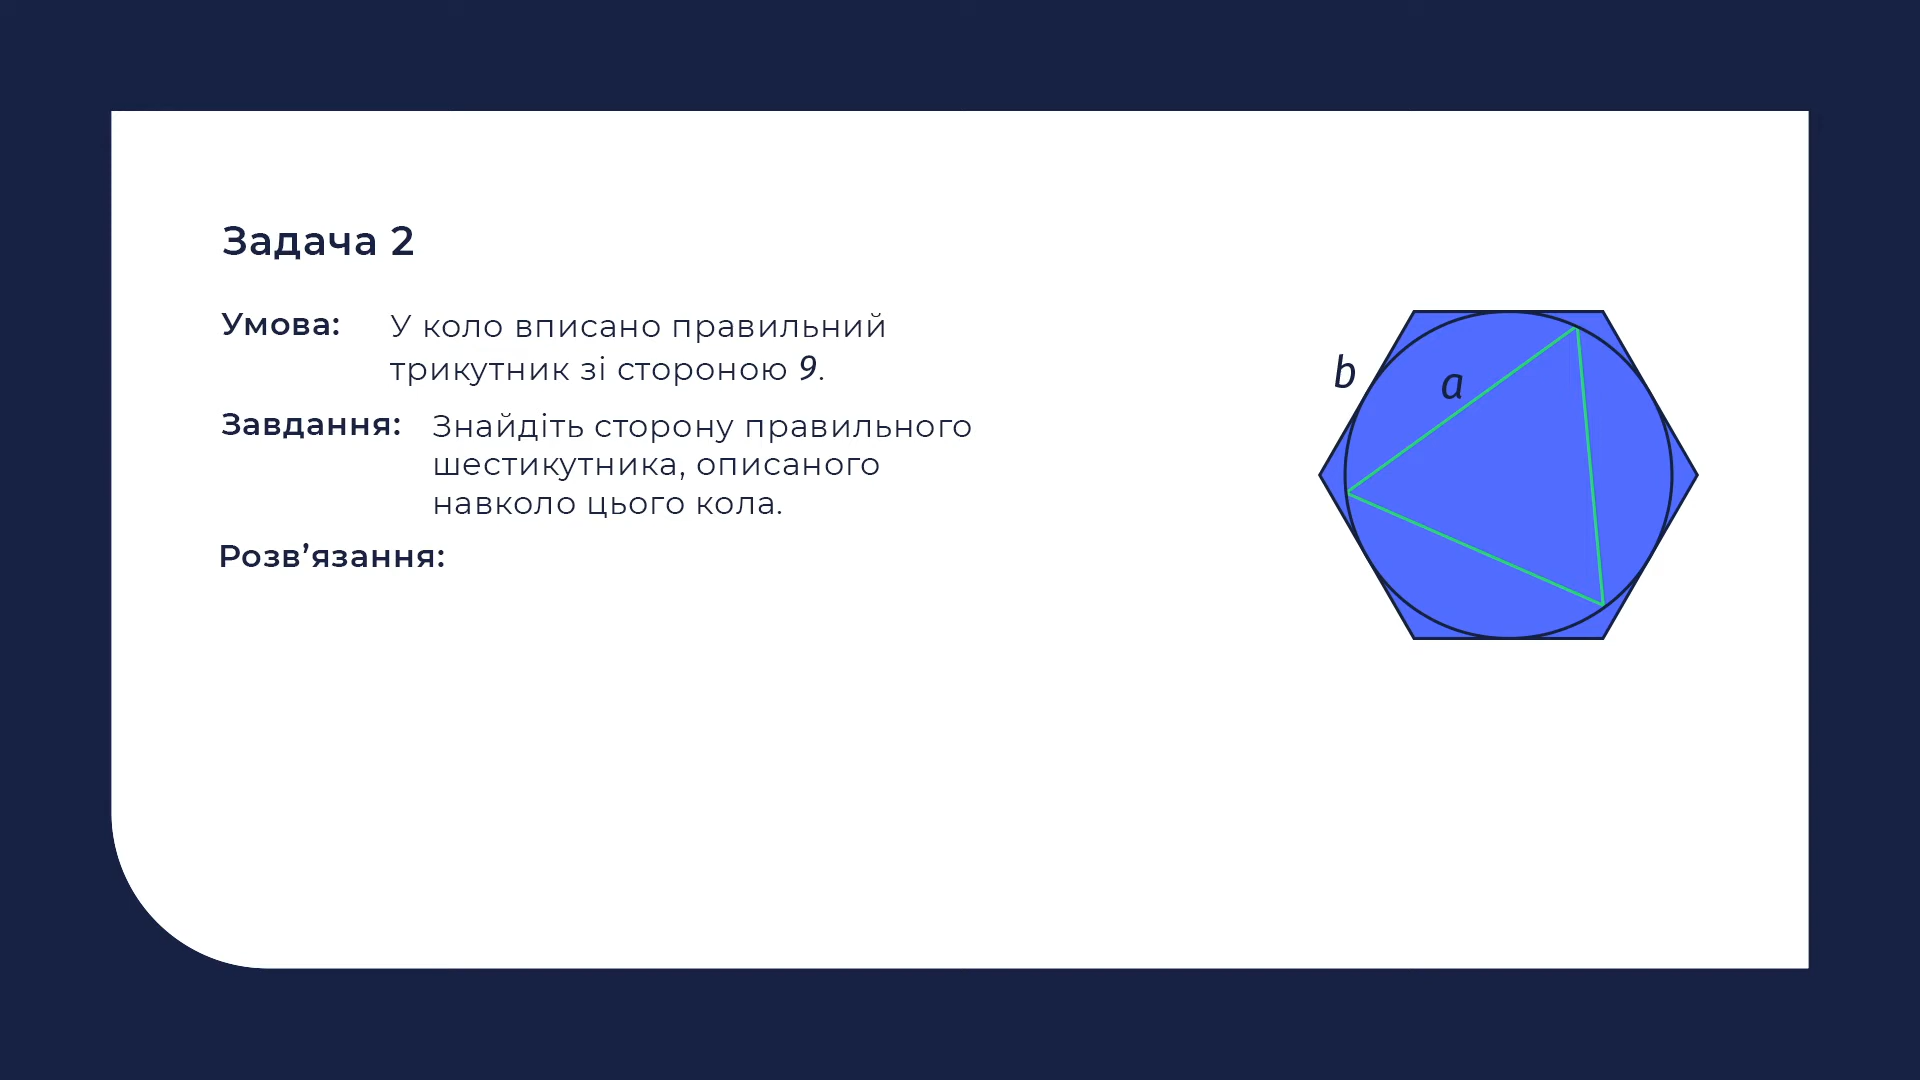 Задача 2
Умова: У коло вписано правильний
трикутник зі стороною 9.
Завдання: Знайдіть сторону правильного
шестикутника, описаного
навколо цього кола.
Розв’язання:
b
a